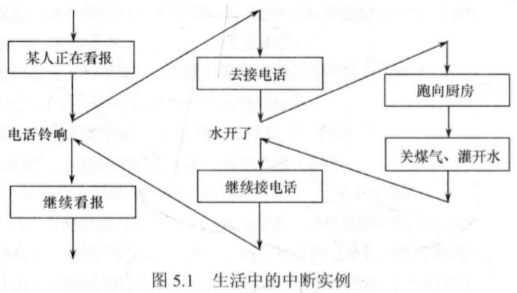 某人正在看报
去接电话
跑向厨房
电话铃响
水开了
关煤气、灌开水
继续看报
继续接电话
图 5.1 生活中的中断实例